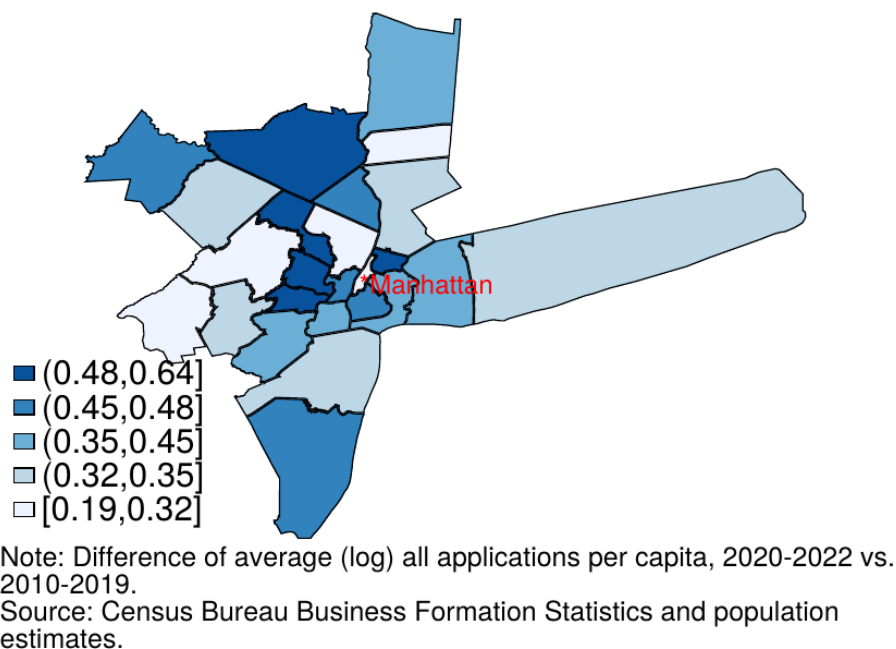 *Manhattan
(0.48,0.64]
(0.45,0.48]
(0.35,0.45]
(0.32,0.35]
[0.19,0.32]
Note: Difference of average (log) all applications per capita, 2020-2022 vs.
2010-2019.
Source: Census Bureau Business Formation Statistics and population
estimates.